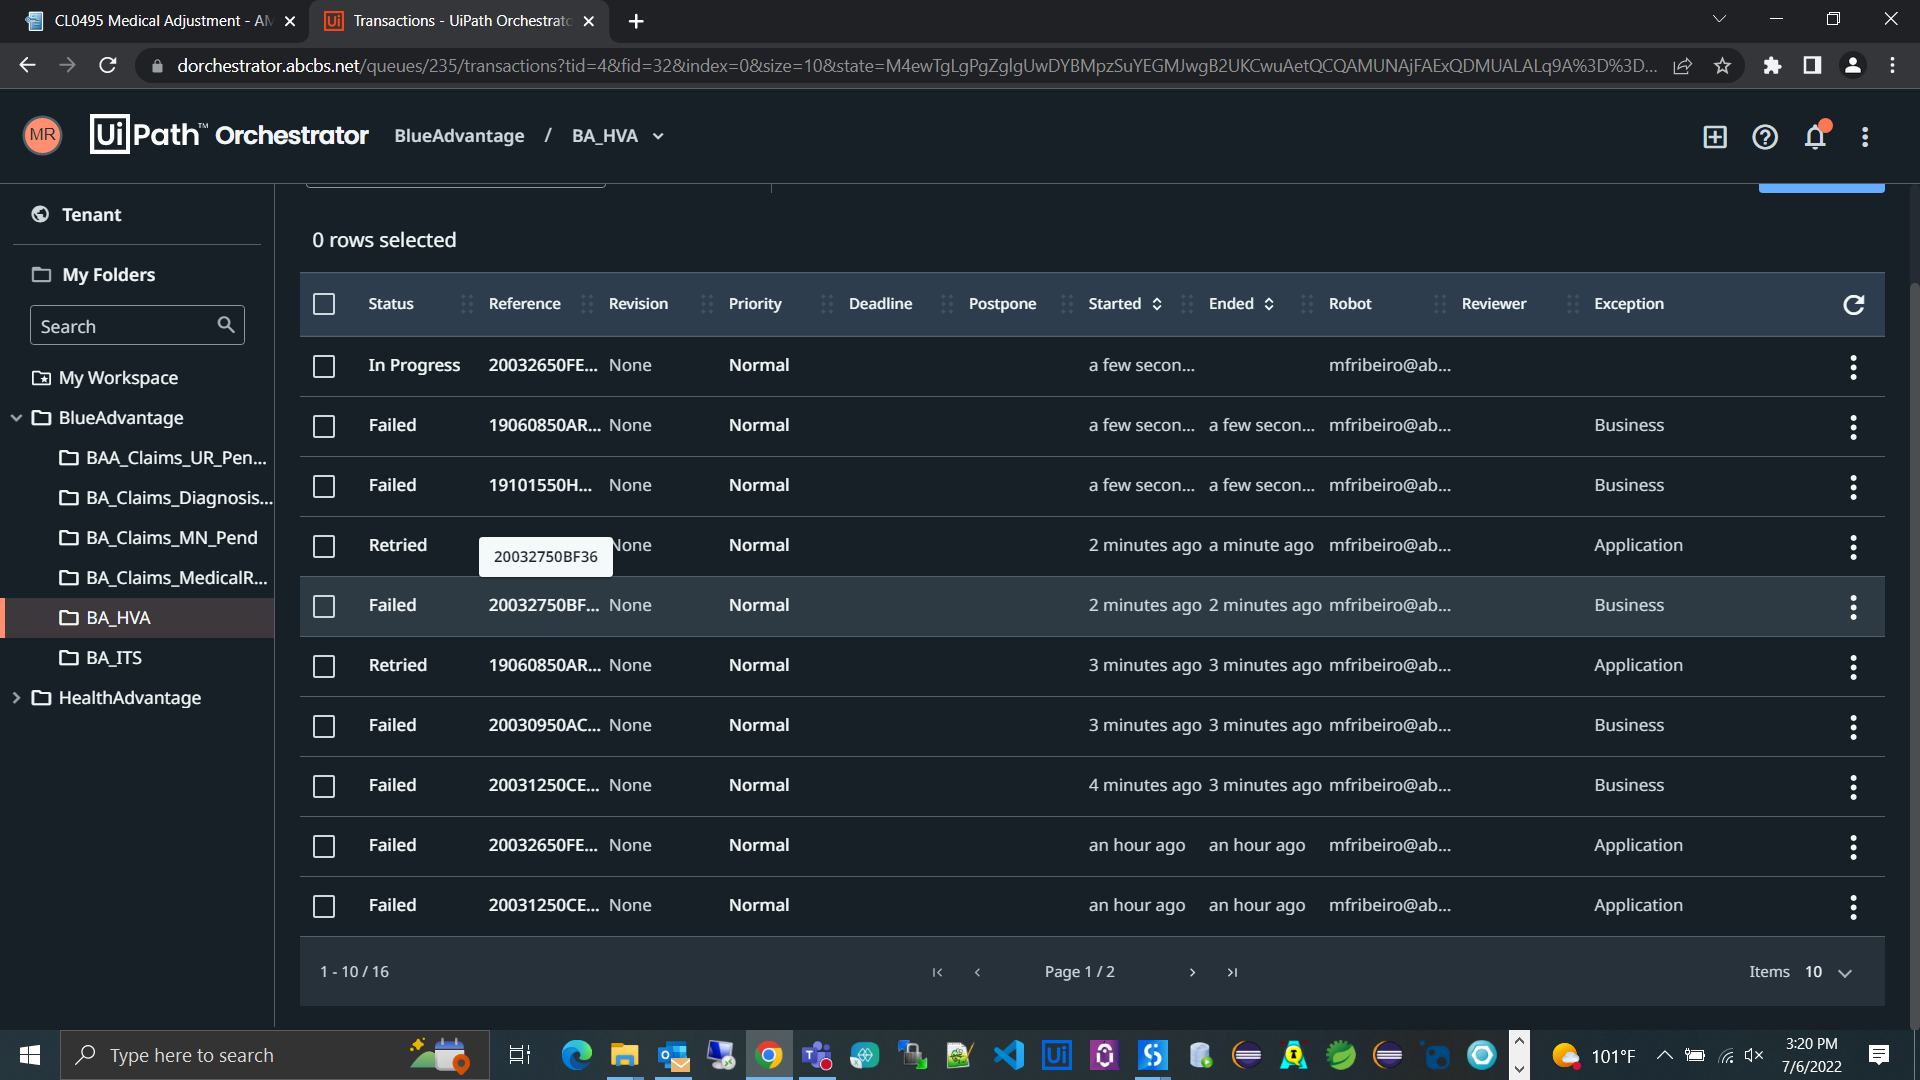 CL0495 Medical Adjustment - AM
Transactions - UiPath Orchestrato
dorchestrator.abcbs.net/queues/235/transactions?tid=4&fid=32&index=0&size=10&state=M4ewTgLgPgZglgUwDYBMpzSuYEGMJwgB2UKCwuAetQCQAMUNAjFAExQDMUALALq9A%3D%3D...
MR
UiPath™ Orchestrator
BlueAdvantage / BA_HVA
Tenant
My Folders
Search
My Workspace
BlueAdvantage
BAA_Claims_UR_Pen...
BA_Claims_Diagnosis...
BA_Claims_MN_Pend
BA_Claims_MedicalR...
BA_HVA
BA_ITS
HealthAdvantage
0 rows selected
Status Reference Revision Priority Deadline Postpone Started Ended Robot Reviewer Exception
In Progress 20032650FE... None Normal a few secon... mfribeiro@ab...
Failed 19060850AR... None Normal a few secon... a few secon... mfribeiro@ab... Business
Failed 19101550H... None Normal a few secon... a few secon... mfribeiro@ab... Business
Retried None Normal 2 minutes ago a minute ago mfribeiro@ab... Application
20032750BF36
Failed 20032750BF... None Normal 2 minutes ago 2 minutes ago mfribeiro@ab... Business
Retried 19060850AR... None Normal 3 minutes ago 3 minutes ago mfribeiro@ab... Application
Failed 20030950AC... None Normal 3 minutes ago 3 minutes ago mfribeiro@ab... Business
Failed 20031250CE... None Normal 4 minutes ago 3 minutes ago mfribeiro@ab... Business
Failed 20032650FE... None Normal an hour ago an hour ago mfribeiro@ab... Application
Failed 20031250CE... None Normal an hour ago an hour ago mfribeiro@ab... Application
1 - 10 / 16
Page 1 / 2
Items 10
Type here to search
101°F
3:20 PM
7/6/2022